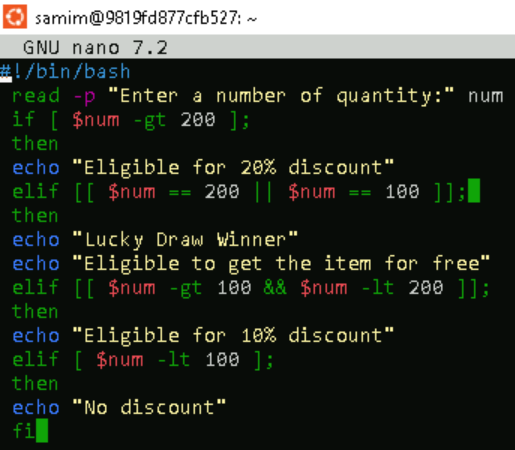 samim@9819fd877cfb527: ~
GNU nano 7.2
#!/bin/bash
read -p "Enter a number of quantity:" num
if [ $num -gt 200 ];
then
echo "Eligible for 20% discount"
elif [[ $num == 200 || $num == 100 ]];
then
echo "Lucky Draw Winner"
echo "Eligible to get the item for free"
elif [[ $num -gt 100 && $num -lt 200 ]];
then
echo "Eligible for 10% discount"
elif [ $num -lt 100 ];
then
echo "No discount"
fi